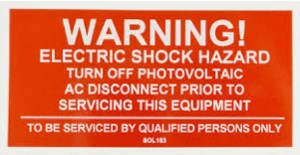 WARNING!
ELECTRIC SHOCK HAZARD
TURN OFF PHOTOVOLTAIC
AC DISCONNECT PRIOR TO
SERVICING THIS EQUIPMENT
TO BE SERVICED BY QUALIFIED PERSONS ONLY
SOL183